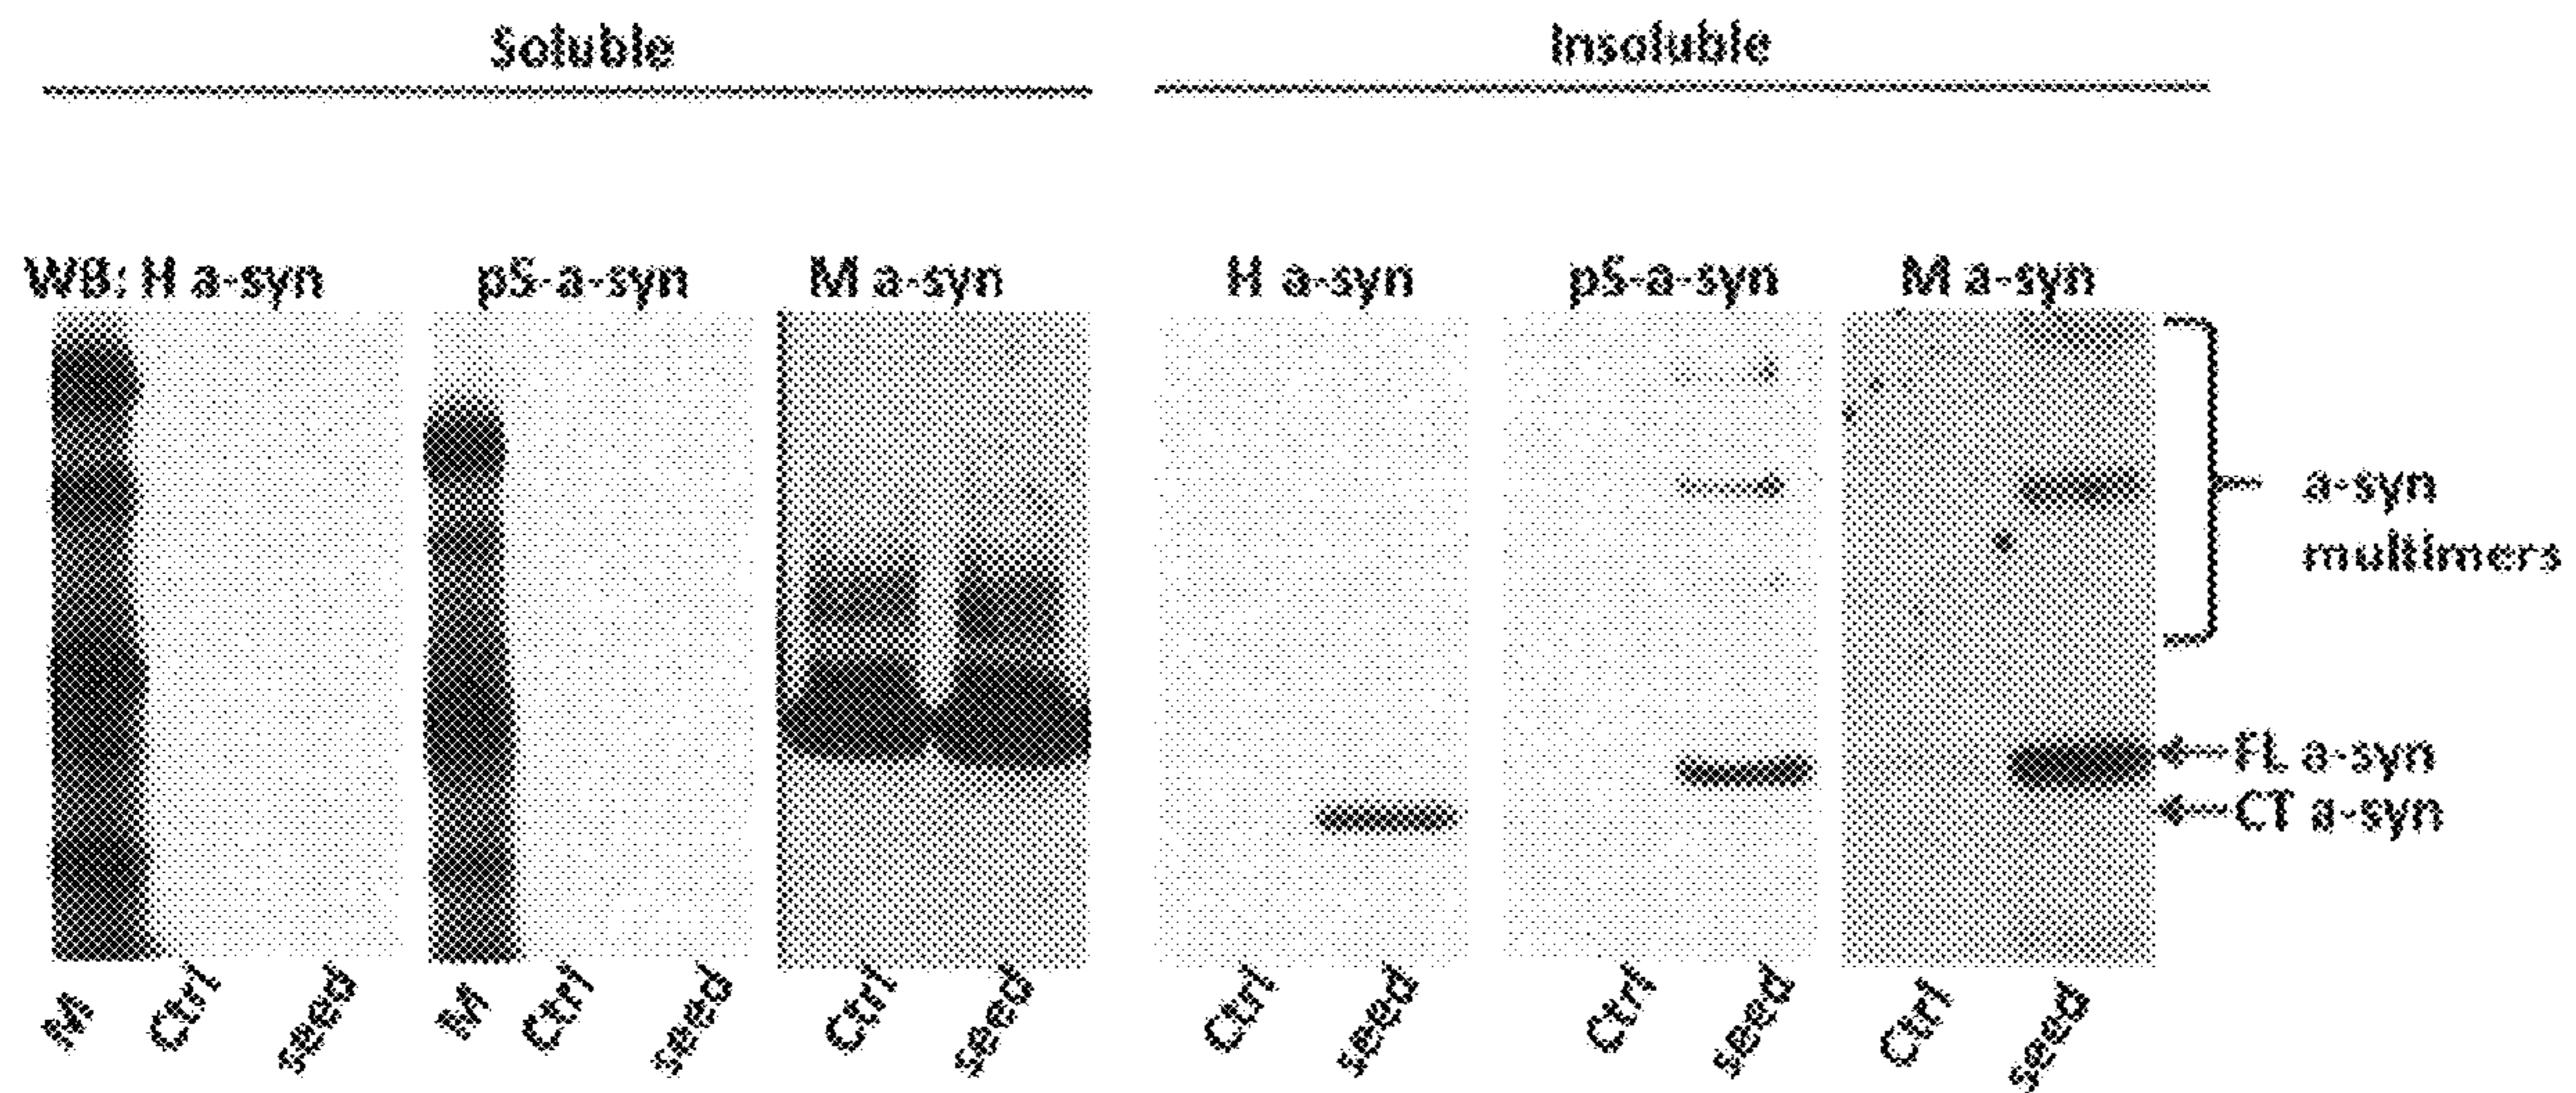 Soluble Insoluble
WB: H a-syn pS-a-syn M a-syn H a-syn pS-a-syn M a-syn
a-syn
multimers
FL a-syn
CT a-syn
M Ctrl seed M Ctrl seed Ctrl seed Ctrl seed Ctrl seed Ctrl seed